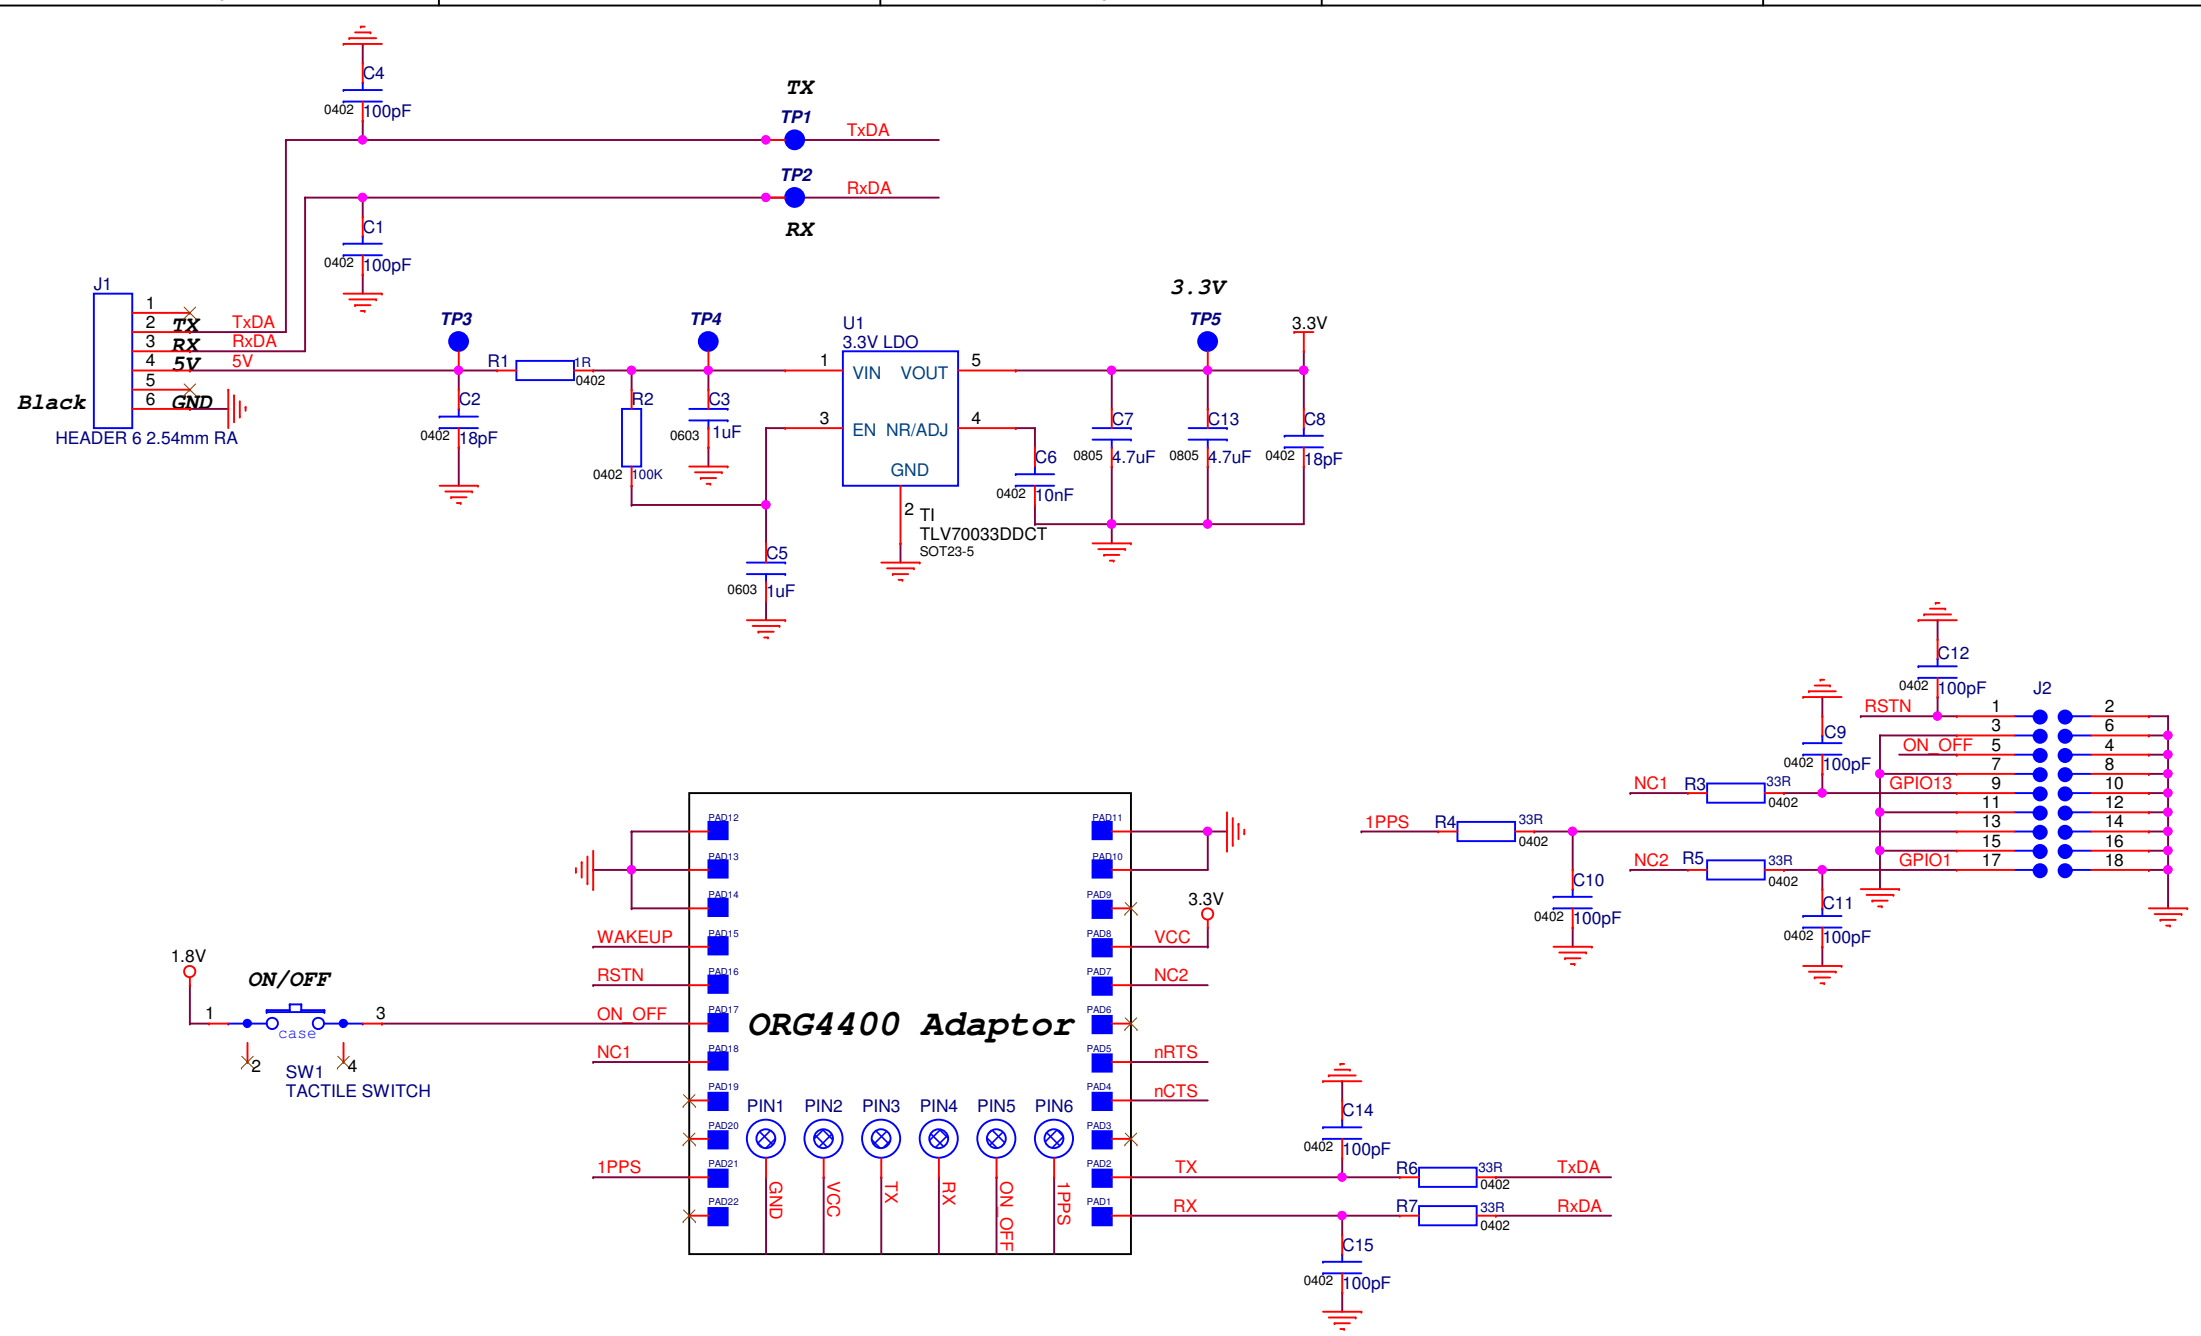 C4
0402 100pF
TX
TP1
TxDA
TP2
RxDA
RX
C1
0402 100pF
J1
1
2 TX TxDA
3 RX RxDA
4 5V 5V
5
6 GND
Black
HEADER 6 2.54mm RA
TP3
R1 1R
0402
C2
0402 18pF
R2
0402 100K
TP4
C3
0603 1uF
U1
3.3V LDO
1 VIN VOUT 5
3 EN NR/ADJ 4
GND
2 TI
TLV70033DDCT
SOT23-5
C5
0603 1uF
C6
0402 10nF
3.3V
TP5
3.3V
C7
0805 4.7uF
C13
0805 4.7uF
C8
0402 18pF
C12
0402 100pF
J2
RSTN 1 2
3 6
ON_OFF 5 4
7 8
GPIO13 9 10
11 12
13 14
15 16
GPIO1 17 18
C9
0402 100pF
NC1 R3 33R
0402
1PPS R4 33R
0402
NC2 R5 33R
0402
C10
0402 100pF
C11
0402 100pF
1.8V
ON/OFF
1 3
case
2 4
SW1
TACTILE SWITCH
ORG4400 Adaptor
PAD12
PAD13
PAD14
WAKEUP PAD15
RSTN PAD16
ON_OFF PAD17
NC1 PAD18
PAD19
PAD20
1PPS PAD21
PAD22
PIN1 PIN2 PIN3 PIN4 PIN5 PIN6
GND VCC TX RX ON_OFF 1PPS
PAD11
PAD10
PAD9
3.3V
PAD8 VCC
PAD7 NC2
PAD6
PAD5 nRTS
PAD4 nCTS
PAD3
PAD2 TX
PAD1 RX
C14
0402 100pF
R6 33R TxDA
0402
R7 33R RxDA
0402
C15
0402 100pF